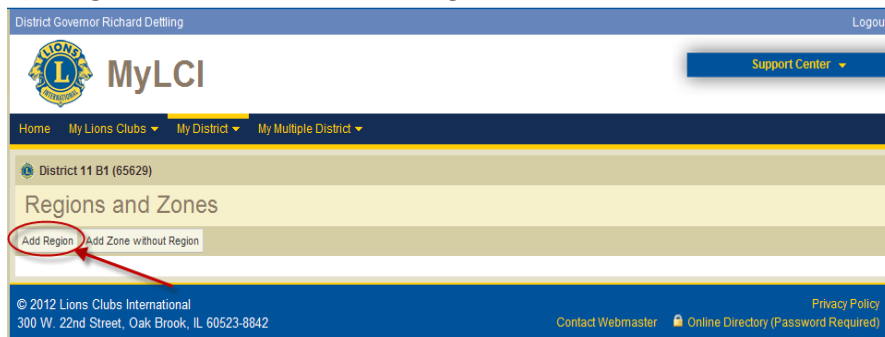 District Governor Richard Dettling Logou
LIONS
L
INTERNATIONAL
MyLCI
Support Center
Home My Lions Clubs My District My Multiple District
District 11 B1 (65629)
Regions and Zones
Add Region Add Zone without Region
© 2012 Lions Clubs International Privacy Policy
300 W. 22nd Street, Oak Brook, IL 60523-8842 Contact Webmaster Online Directory (Password Required)